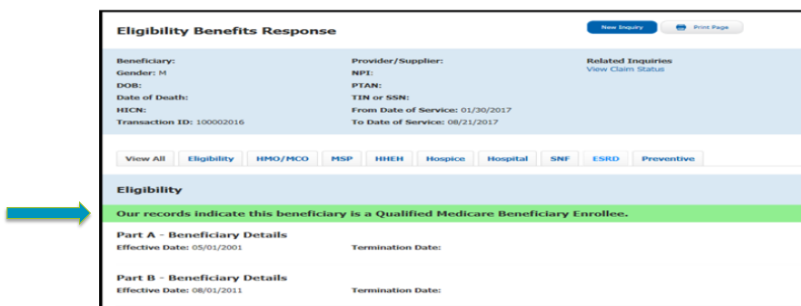 Eligibility Benefits Response
New Inquiry
Print Page
Beneficiary:
Provider/Supplier:
Related Inquiries
Gender: M
NPI:
View Claim Status
DOB:
PTAN:
Date of Death:
TIN or SSN:
HICN:
From Date of Service: 01/30/2017
Transaction ID: 100002016
To Date of Service: 08/21/2017
View All
Eligibility
HMO/MCO
MSP
HHEH
Hospice
Hospital
SNF
ESRD
Preventive
Eligibility
Our records indicate this beneficiary is a Qualified Medicare Beneficiary Enrollee.
Part A - Beneficiary Details
Effective Date: 05/01/2001
Termination Date:
Part B - Beneficiary Details
Effective Date: 08/01/2011
Termination Date: